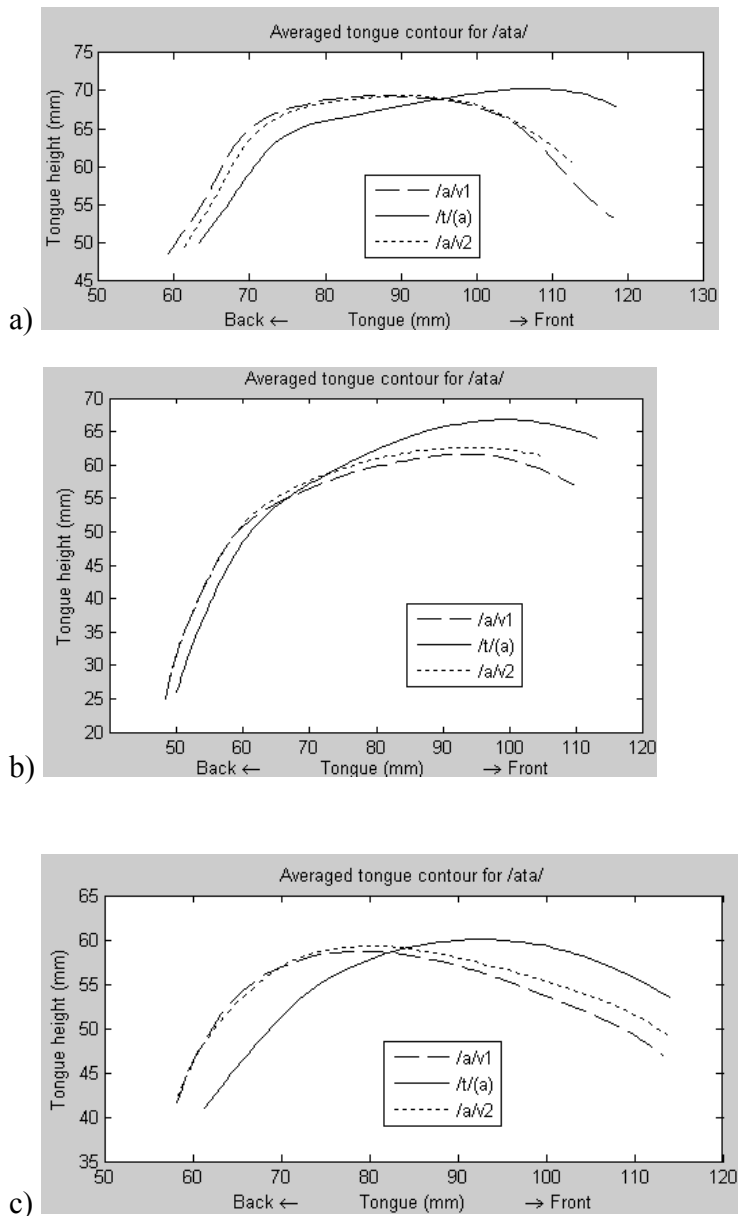 Averaged tongue contour for /ata/
Tongue height (mm)
75
70
65
60
55
50
45
/a/v1
/t/(a)
/a/v2
50 60 70 80 90 100 110 120 130
Back ← Tongue (mm) → Front
a)
Averaged tongue contour for /ata/
Tongue height (mm)
70
65
60
55
50
45
40
35
30
25
20
/a/v1
/t/(a)
/a/v2
50 60 70 80 90 100 110 120
Back ← Tongue (mm) → Front
b)
Averaged tongue contour for /ata/
Tongue height (mm)
65
60
55
50
45
40
35
/a/v1
/t/(a)
/a/v2
50 60 70 80 90 100 110 120
Back ← Tongue (mm) → Front
c)